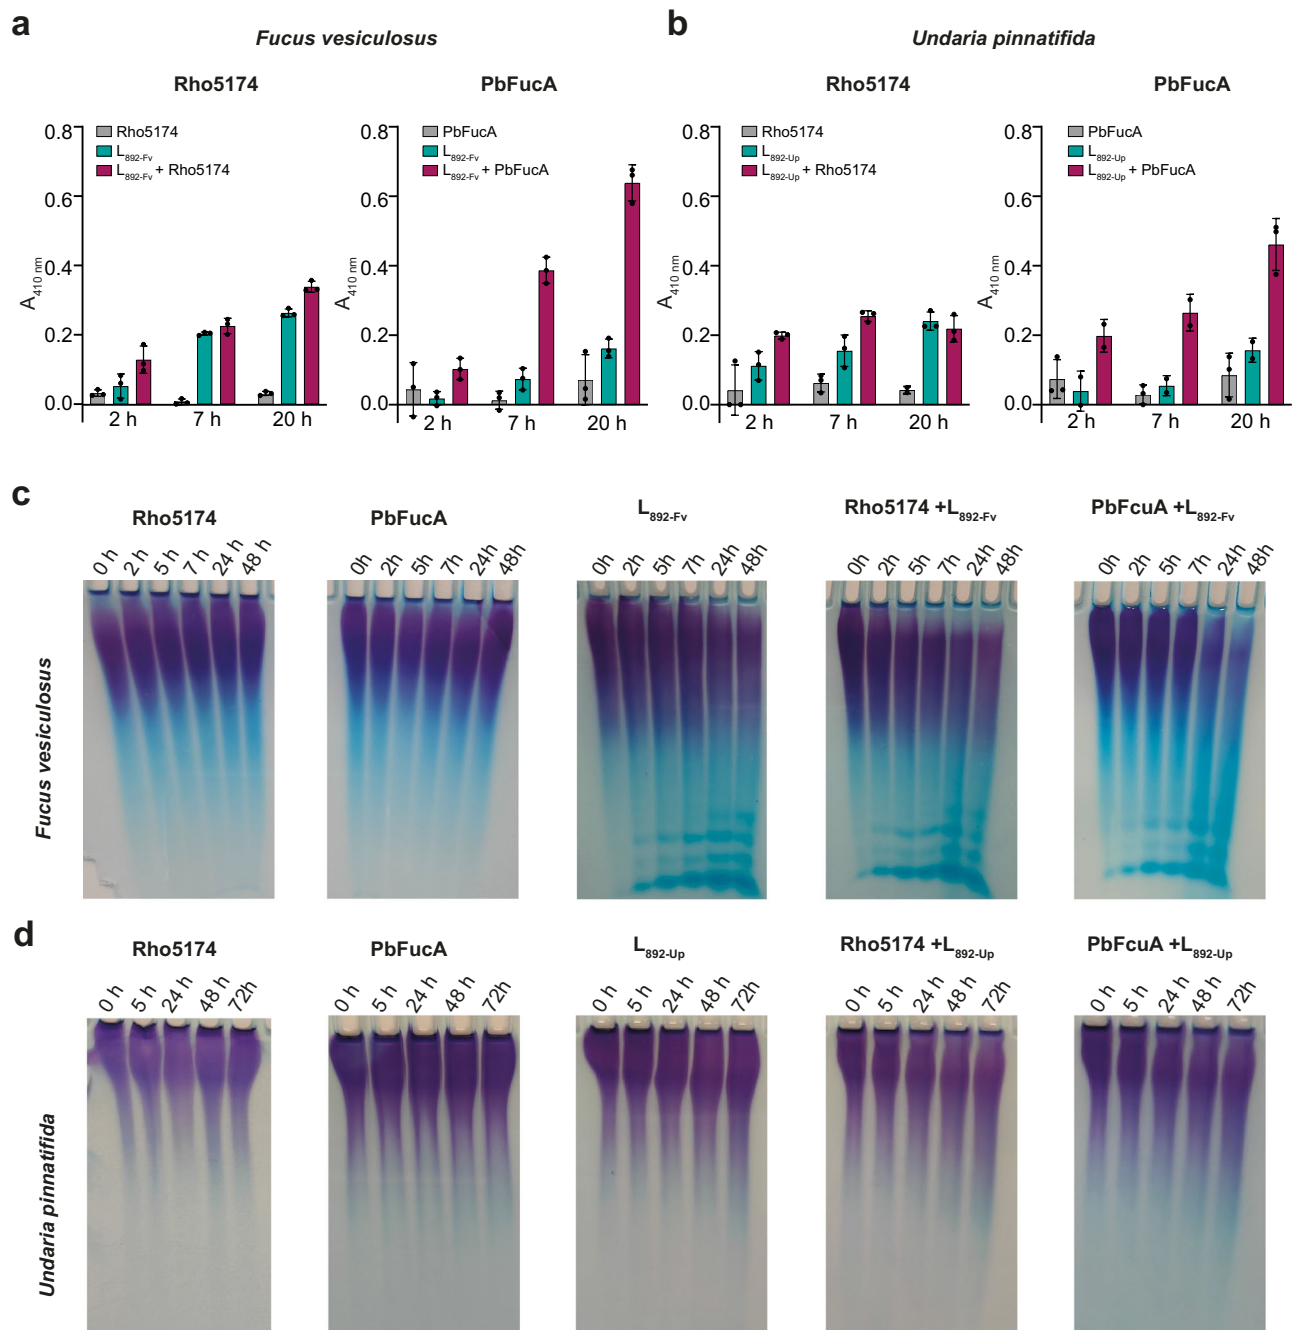 a
Fucus vesiculosus
Rho5174
A410 nm
0.8
0.6
0.4
0.2
0.0
Rho5174
L892-Fv
L892-Fv + Rho5174
2 h
7 h
20 h
PbFucA
A410 nm
0.8
0.6
0.4
0.2
0.0
PbFucA
L892-Fv
L892-Fv + PbFucA
2 h
7 h
20 h
b
Undaria pinnatifida
Rho5174
A410 nm
0.8
0.6
0.4
0.2
0.0
Rho5174
L892-Up
L892-Up + Rho5174
2 h
7 h
20 h
PbFucA
A410 nm
0.8
0.6
0.4
0.2
0.0
PbFucA
L892-Up
L892-Up + PbFucA
2 h
7 h
20 h
c
Fucus vesiculosus
Rho5174
0 h 2 h 5 h 7 h 24 h 48 h
PbFucA
0h 2h 5h 7h 24h 48h
L892-Fv
0h 2h 5h 7h 24h 48h
Rho5174 +L892-Fv
0h 2h 5h 7h 24h 48h
PbFcuA +L892-Fv
0h 2h 5h 7h 24h 48h
d
Undaria pinnatifida
Rho5174
0 h 5 h 24 h 48 h 72h
PbFucA
0 h 5 h 24 h 48 h 72h
L892-Up
0 h 5 h 24 h 48 h 72h
Rho5174 +L892-Up
0 h 5 h 24 h 48 h 72h
PbFcuA +L892-Up
0 h 5 h 24 h 48 h 72h